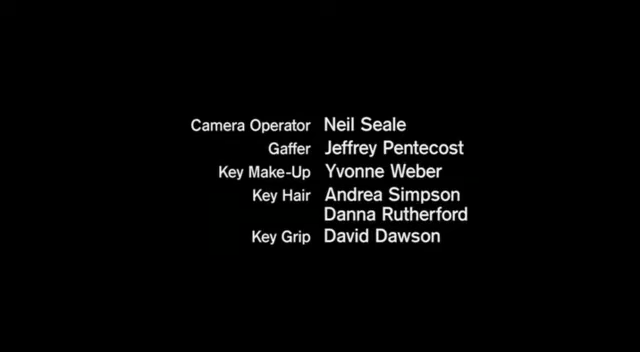 Camera Operator Neil Seale
Gaffer Jeffrey Pentecost
Key Make-Up Yvonne Weber
Key Hair Andrea Simpson
Danna Rutherford
Key Grip David Dawson